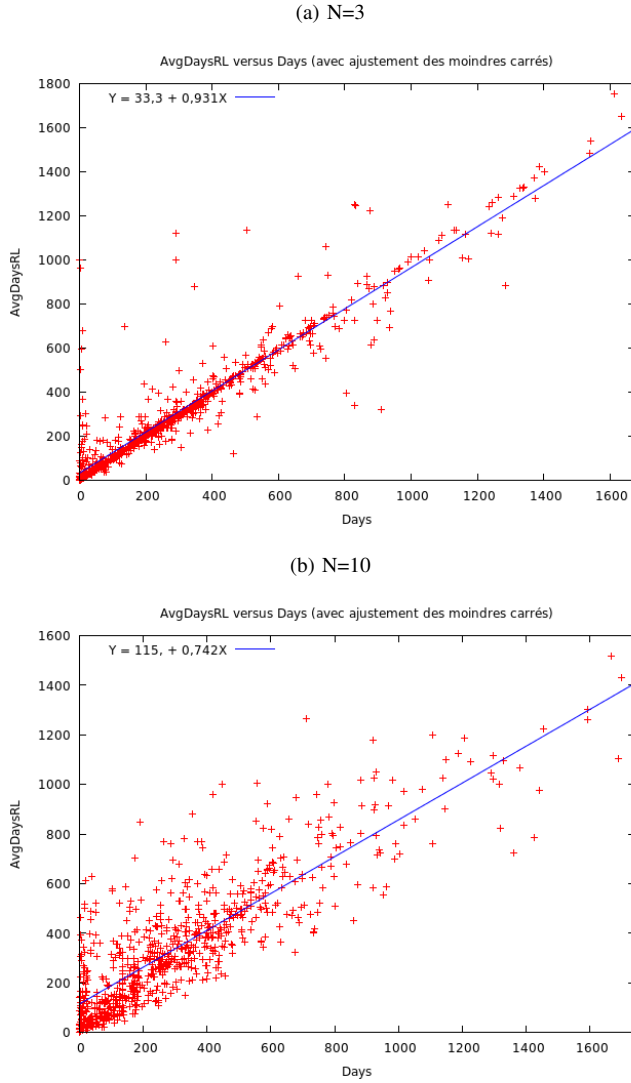 (a) N=3
AvgDaysRL versus Days (avec ajustement des moindres carrés)
Y = 33,3 + 0,931X
1800
1600
1400
1200
1000
800
600
400
200
0
AvgDaysRL
0 200 400 600 800 1000 1200 1400 1600
Days
(b) N=10
AvgDaysRL versus Days (avec ajustement des moindres carrés)
Y = 115, + 0,742X
1600
1400
1200
1000
800
600
400
200
0
AvgDaysRL
0 200 400 600 800 1000 1200 1400 1600
Days